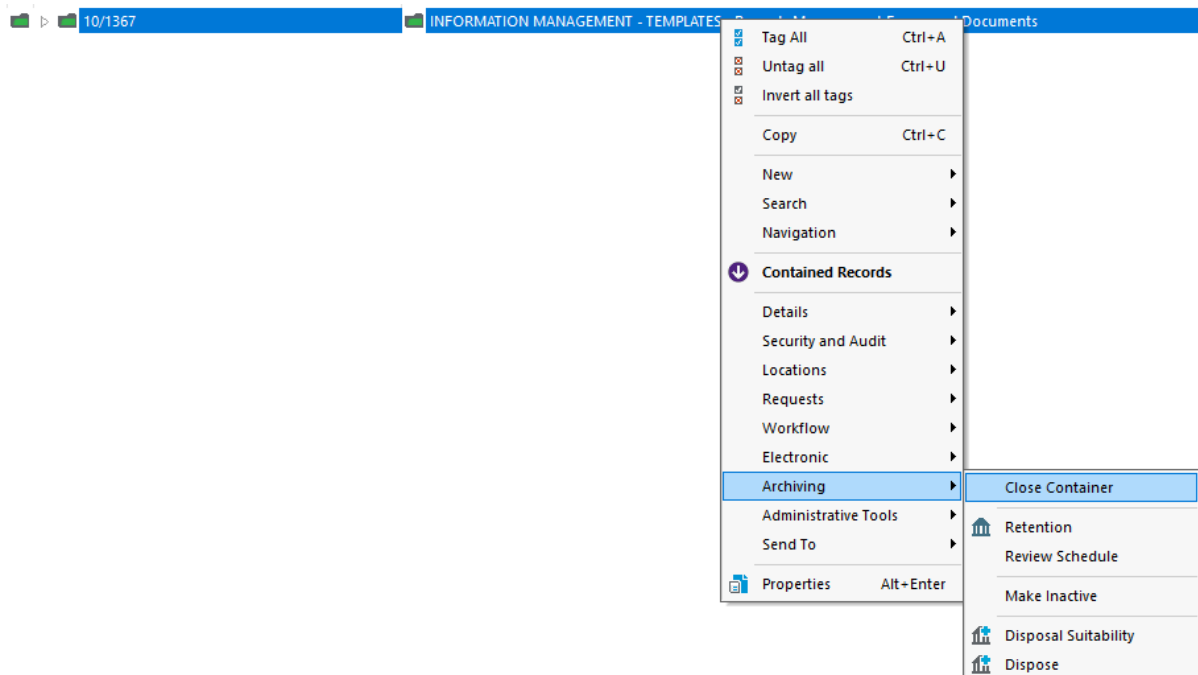 10/1367 INFORMATION MANAGEMENT - TEMPLATES Documents
Tag All Ctrl+A
Untag all Ctrl+U
Invert all tags
Copy Ctrl+C
New
Search
Navigation
Contained Records
Details
Security and Audit
Locations
Requests
Workflow
Electronic
Archiving
Administrative Tools
Send To
Properties Alt+Enter
Close Container
Retention
Review Schedule
Make Inactive
Disposal Suitability
Dispose